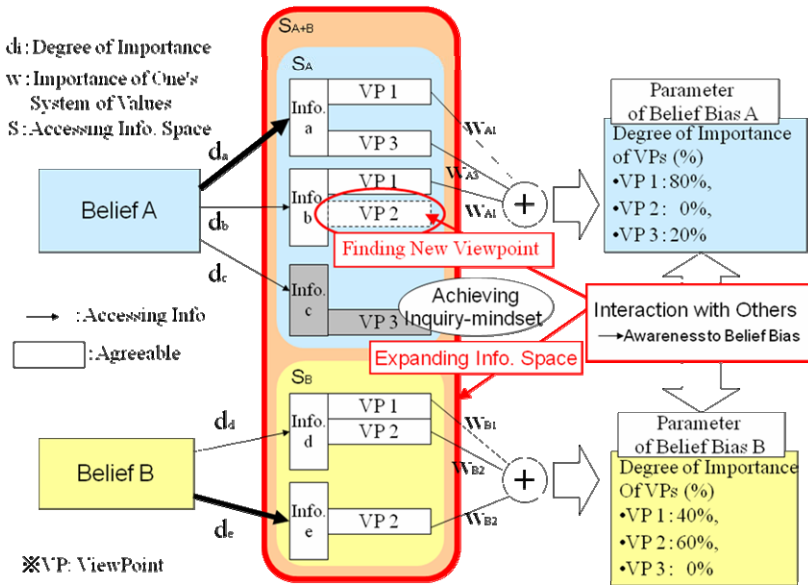 di: Degree of Importance
w: Importance of One's
System of Values
S: Accessing Info. Space
SA+B
SA
Info.
a
VP 1
VP 3
Info.
b
VP 1
VP 2
Finding New Viewpoint
Info.
c
VP 3
Achieving
Inquiry-mindset
Expanding Info. Space
Belief A
da
db
dc
→ :Accessing Info
:Agreeable
wA1
wA3
wA1
+
Parameter
of Belief Bias A
Degree of Importance
of VPs (%)
•VP 1: 80%,
•VP 2: 0%,
•VP 3: 20%
Interaction with Others
→Awareness to Belief Bias
SB
Info.
d
VP 1
VP 2
Info.
e
VP 2
Belief B
dd
de
wB1
wB2
wB2
+
Parameter
of Belief Bias B
Degree of Importance
Of VPs (%)
•VP 1: 40%,
•VP 2: 60%,
•VP 3: 0%
※VP: ViewPoint